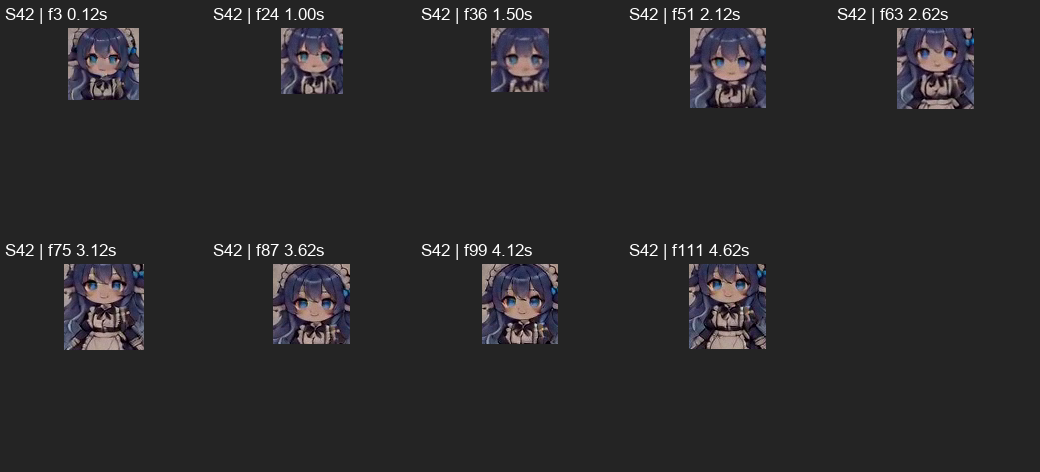 S42 | f3 0.12s
S42 | f24 1.00s
S42 | f36 1.50s
S42 | f51 2.12s
S42 | f63 2.62s
S42 | f75 3.12s
S42 | f87 3.62s
S42 | f99 4.12s
S42 | f111 4.62s